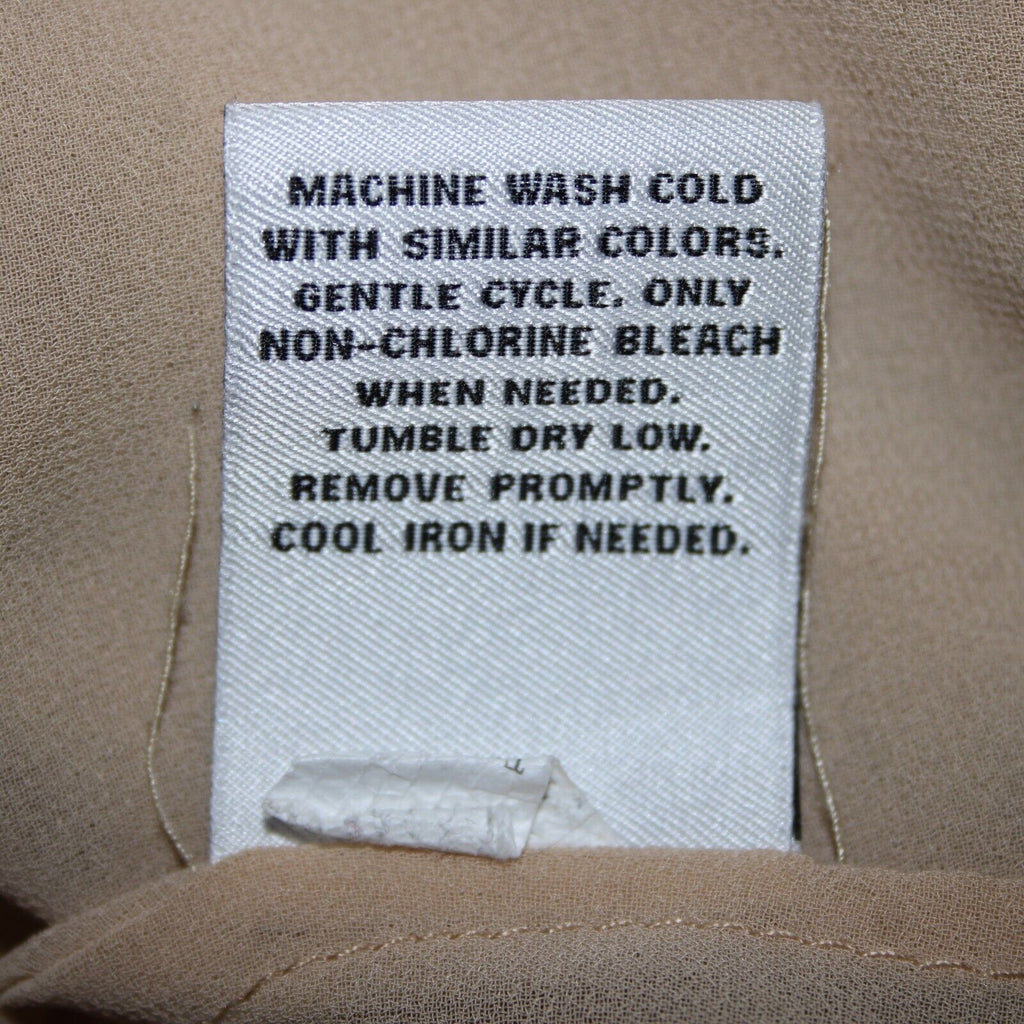 MACHINE WASH COLD
WITH SIMILAR COLORS.
GENTLE CYCLE. ONLY
NON-CHLORINE BLEACH
WHEN NEEDED.
TUMBLE DRY LOW.
REMOVE PROMPTLY.
COOL IRON IF NEEDED.